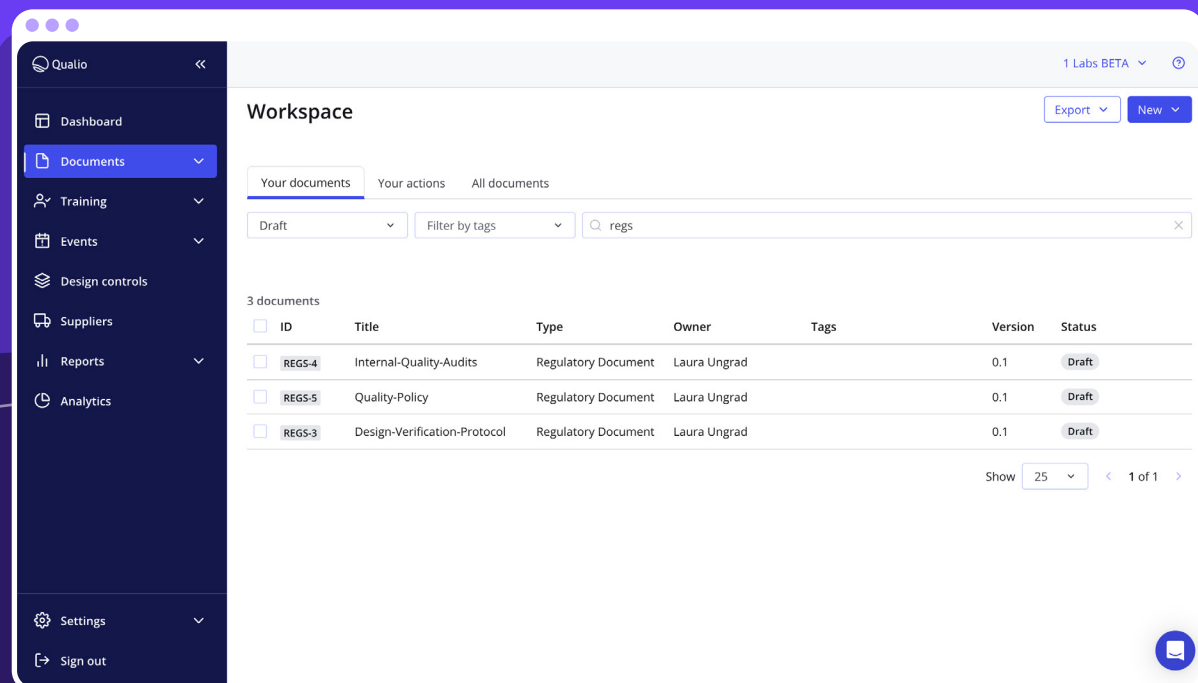 Qualio
1 Labs BETA
Dashboard
Documents
Training
Events
Design controls
Suppliers
Reports
Analytics
Settings
Sign out
Workspace
Export
New
Your documents Your actions All documents
Draft Filter by tags regs
3 documents
ID Title Type Owner Tags Version Status
REGS-4 Internal-Quality-Audits Regulatory Document Laura Ungrad 0.1 Draft
REGS-5 Quality-Policy Regulatory Document Laura Ungrad 0.1 Draft
REGS-3 Design-Verification-Protocol Regulatory Document Laura Ungrad 0.1 Draft
Show 25 1 of 1